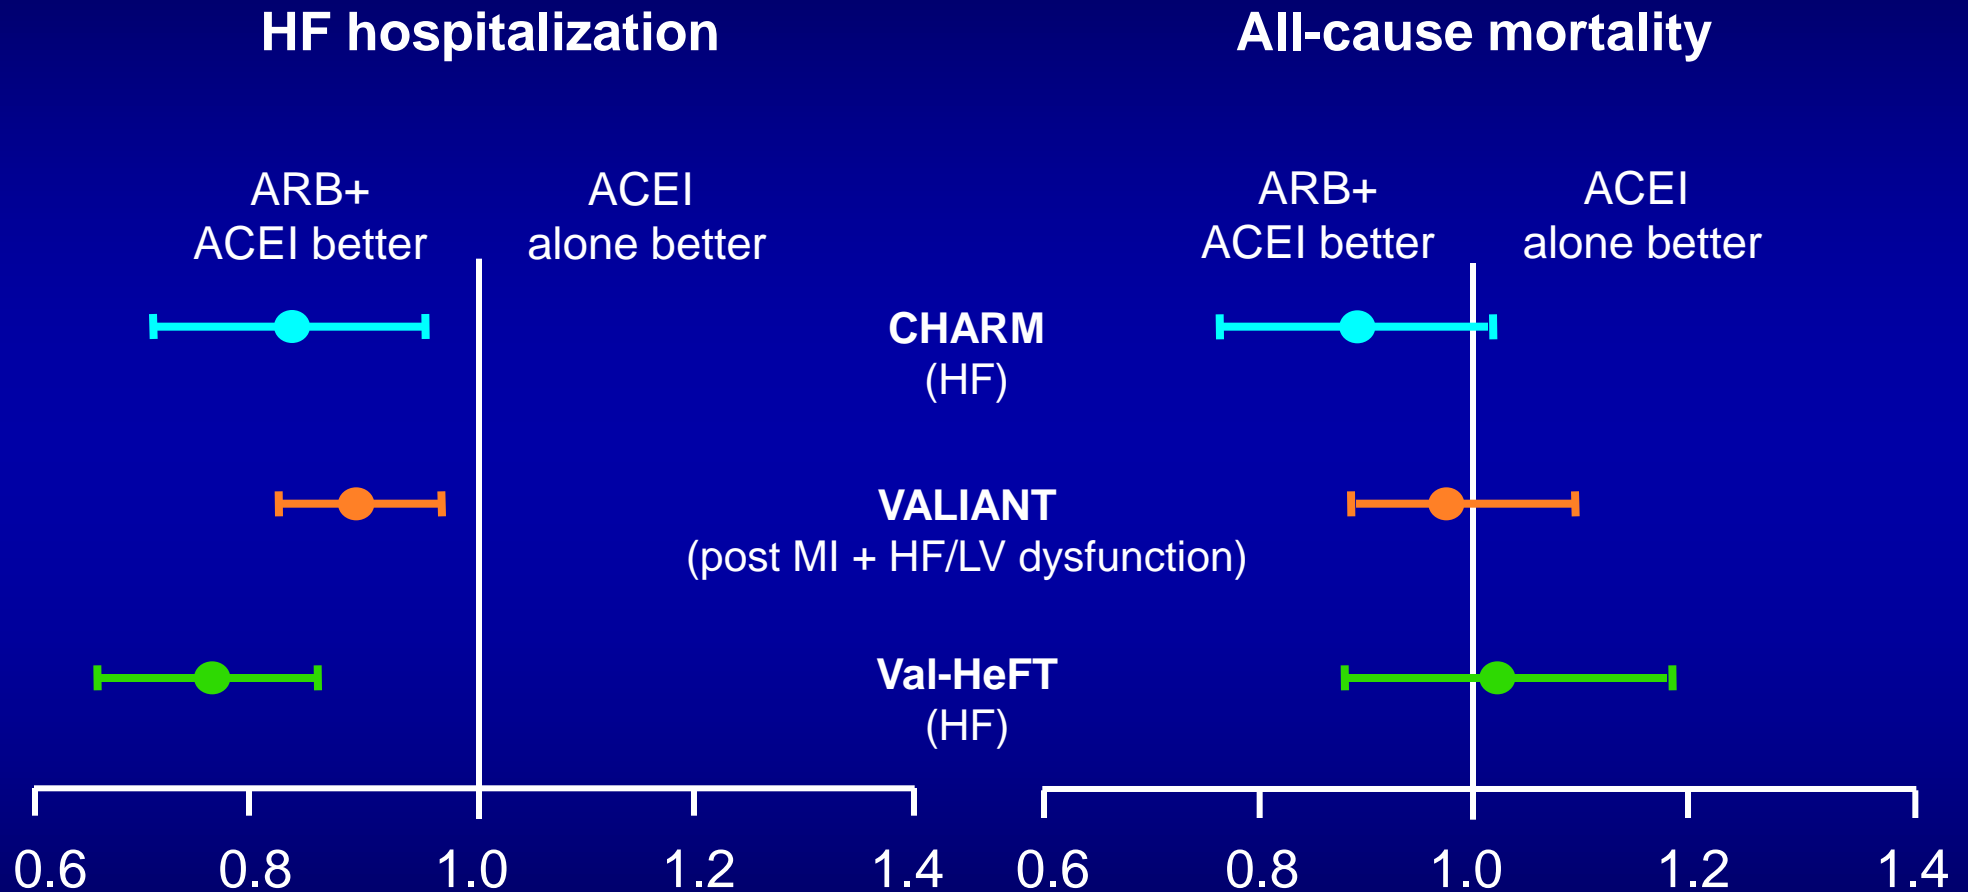 HF hospitalization
All-cause mortality
ARB+
ACEI better
ACEI
alone better
ARB+
ACEI better
ACEI
alone better
CHARM
(HF)
VALIANT
(post MI + HF/LV dysfunction)
Val-HeFT
(HF)
0.6 0.8 1.0 1.2 1.4
0.6 0.8 1.0 1.2 1.4